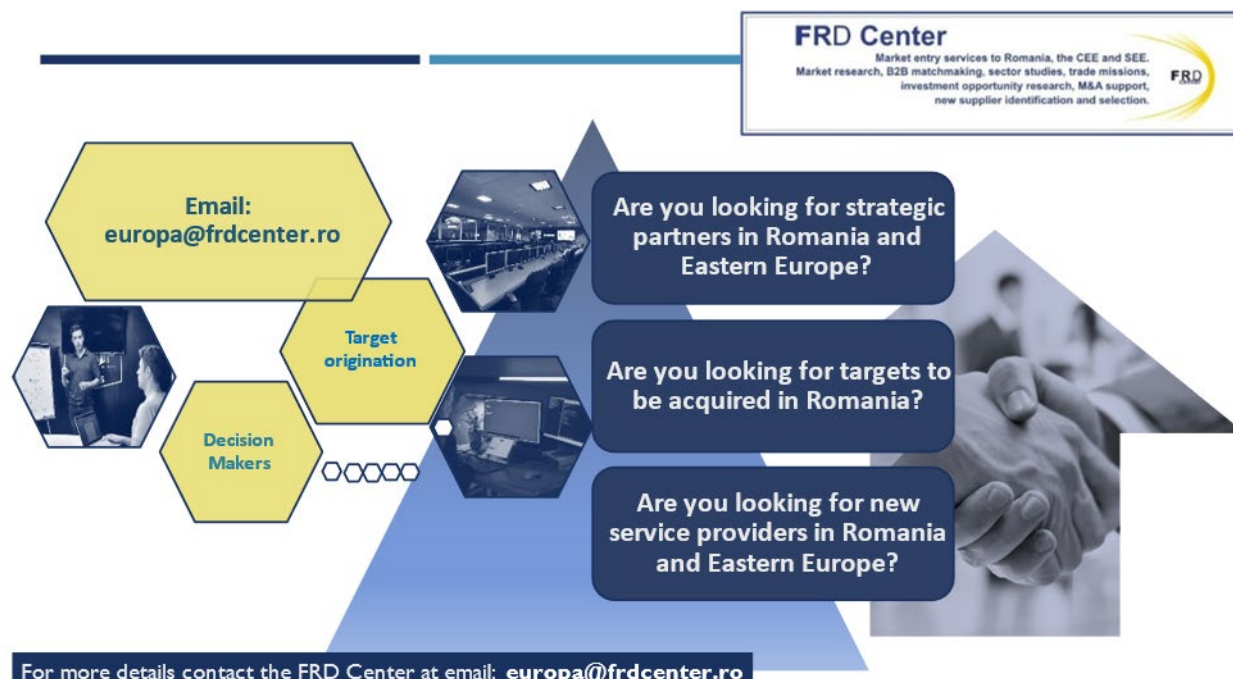 FRD Center
Market entry services to Romania, the CEE and SEE.
Market research, B2B matchmaking, sector studies, trade missions,
investment opportunity research, M&A support,
new supplier identification and selection.
FRD
CENTER
Email:
europa@frdcenter.ro
Target
origination
Decision
Makers
Are you looking for strategic
partners in Romania and
Eastern Europe?
Are you looking for targets to
be acquired in Romania?
Are you looking for new
service providers in Romania
and Eastern Europe?
For more details contact the FRD Center at email: europa@frdcenter.ro